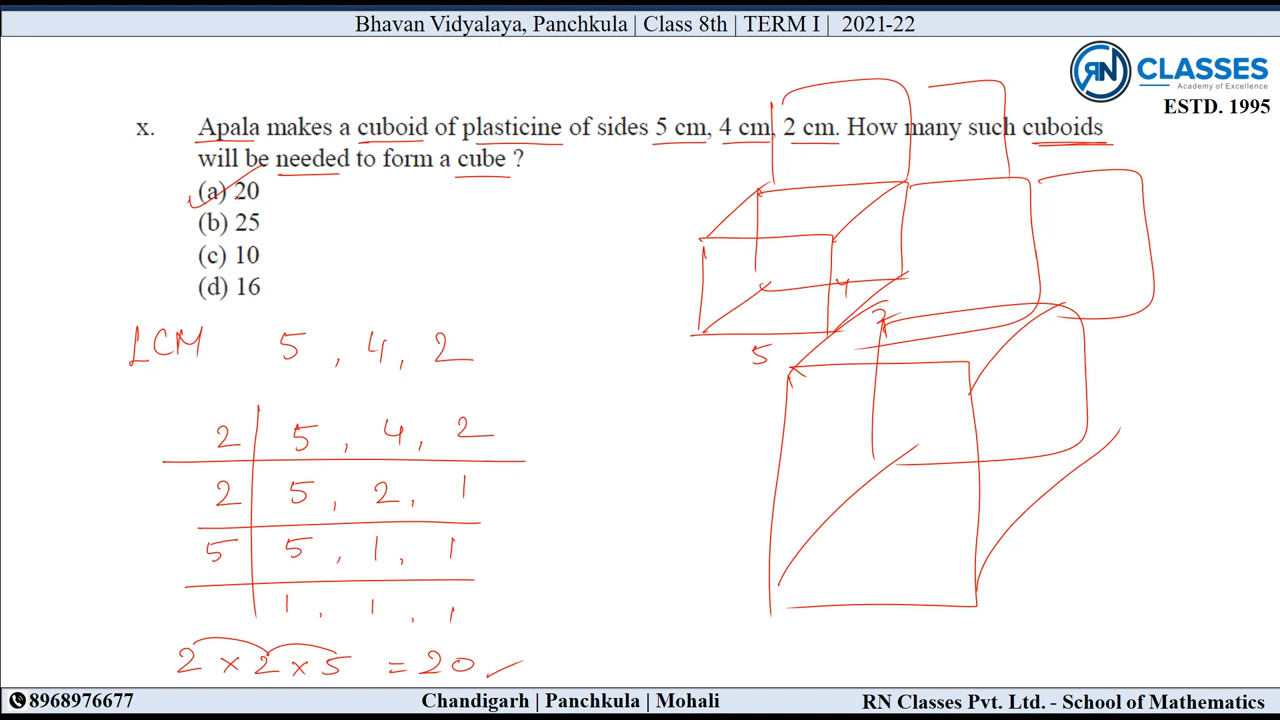 Bhavan Vidyalaya, Panchkula | Class 8th | TERM I | 2021-22
RN CLASSES
Academy of Excellence
ESTD. 1995
x. Apala makes a cuboid of plasticine of sides 5 cm, 4 cm, 2 cm. How many such cuboids
will be needed to form a cube ?
(a) 20
(b) 25
(c) 10
(d) 16
LCM 5, 4, 2
2 | 5, 4, 2
2 | 5, 2, 1
5 | 5, 1, 1
1, 1, 1
2 × 2 × 5 = 20
4
2
5
8968976677
Chandigarh | Panchkula | Mohali
RN Classes Pvt. Ltd. - School of Mathematics